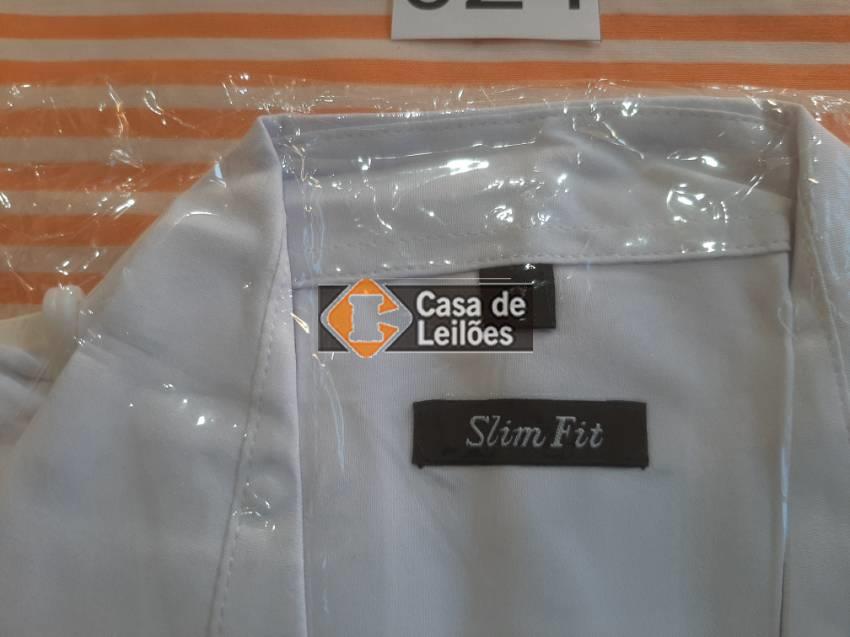 Casa de
Leilões
Slim Fit